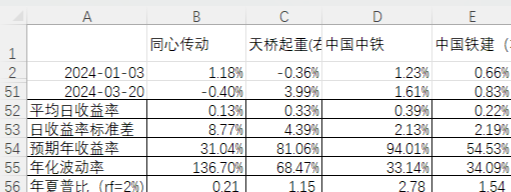 A B C D E
1 同心传动 天桥起重(右 中国中铁 中国铁建（
2 2024-01-03 1.18% -0.36% 1.23% 0.66%
51 2024-03-20 -0.40% 3.99% 1.61% 0.83%
52 平均日收益率 0.13% 0.33% 0.39% 0.22%
53 日收益率标准差 8.77% 4.39% 2.13% 2.19%
54 预期年收益率 31.04% 81.06% 94.01% 54.53%
55 年化波动率 136.70% 68.47% 33.14% 34.09%
56 年夏普比（rf=2%） 0.21 1.15 2.78 1.54